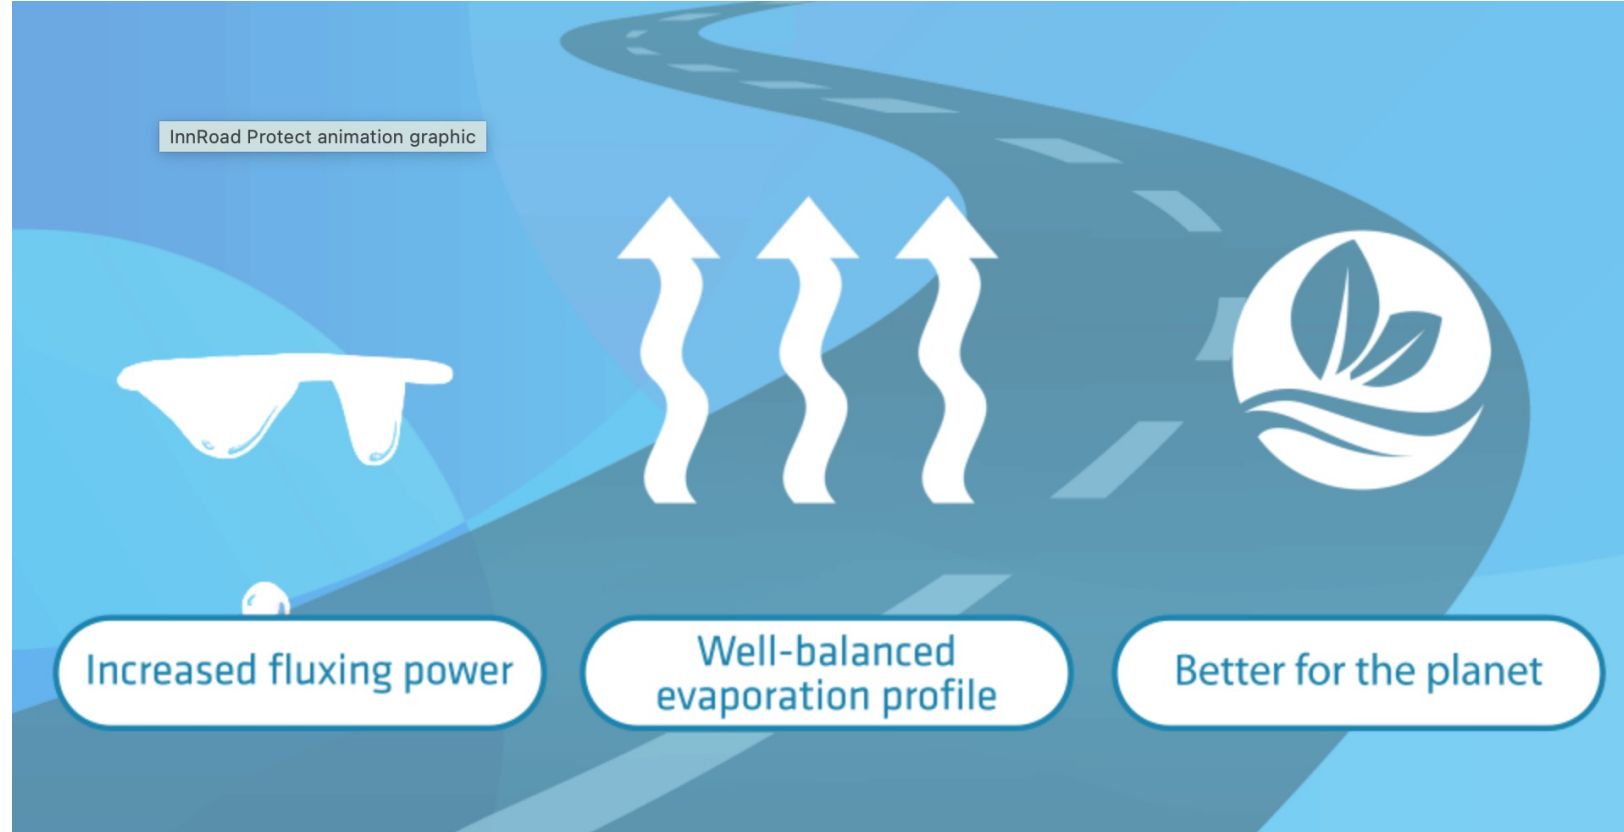 InnRoad Protect animation graphic
Increased fluxing power
Well-balanced
evaporation profile
Better for the planet